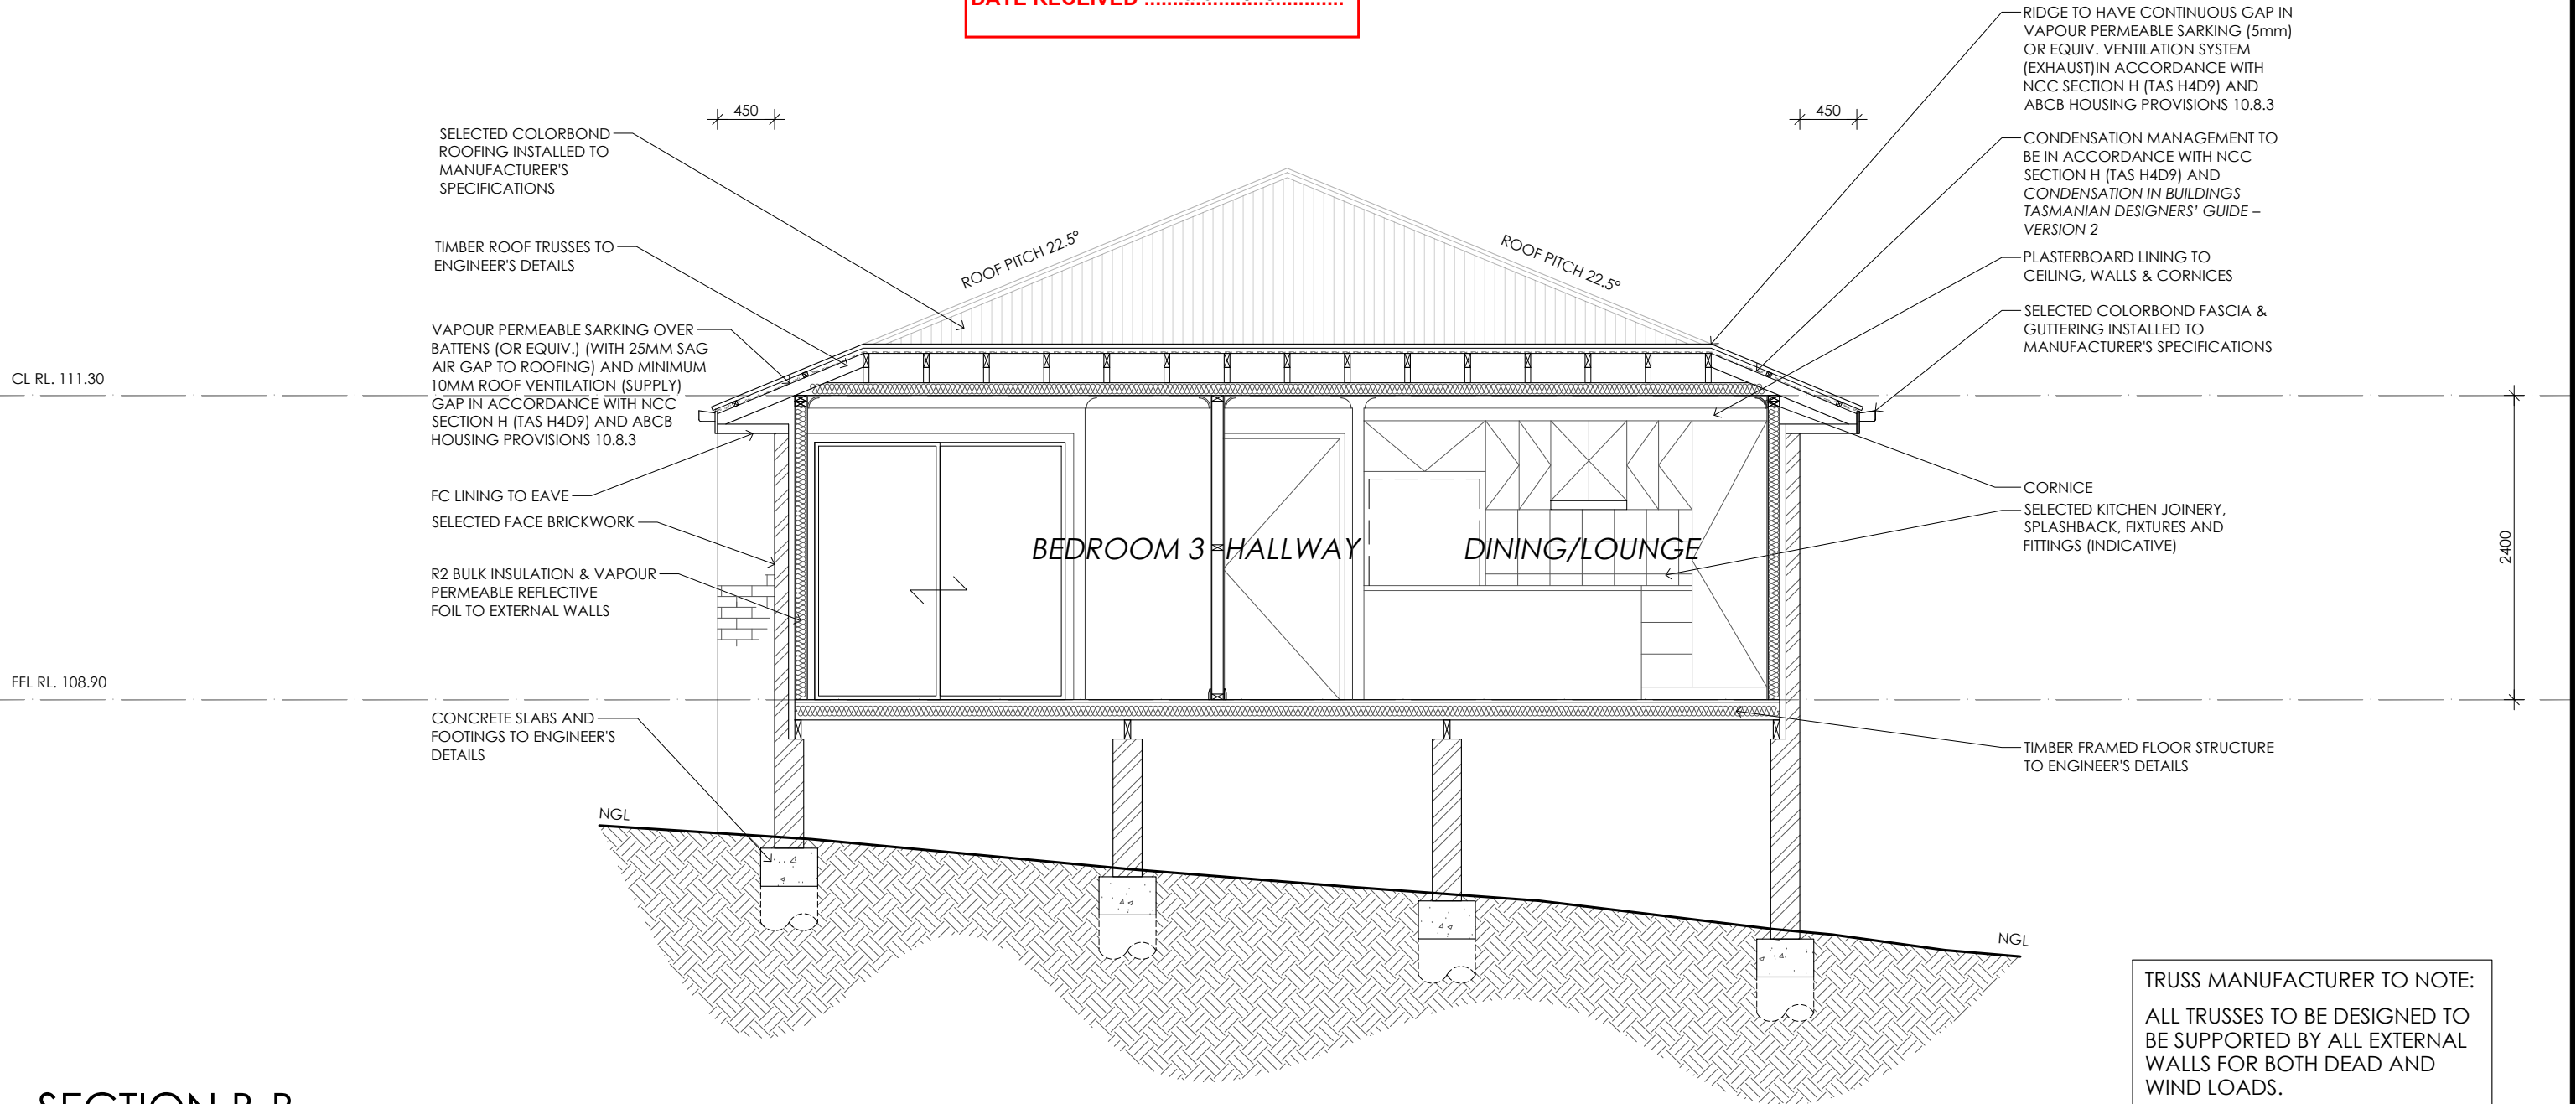 DATE RECEIVED
450
450
SELECTED COLORBOND
ROOFING INSTALLED TO
MANUFACTURER'S
SPECIFICATIONS
TIMBER ROOF TRUSSES TO
ENGINEER'S DETAILS
VAPOUR PERMEABLE SARKING OVER
BATTENS (OR EQUIV.) (WITH 25MM SAG
AIR GAP TO ROOFING) AND MINIMUM
10MM ROOF VENTILATION (SUPPLY)
GAP IN ACCORDANCE WITH NCC
SECTION H (TAS H4D9) AND ABCB
HOUSING PROVISIONS 10.8.3
FC LINING TO EAVE
SELECTED FACE BRICKWORK
R2 BULK INSULATION & VAPOUR
PERMEABLE REFLECTIVE
FOIL TO EXTERNAL WALLS
CONCRETE SLABS AND
FOOTINGS TO ENGINEER'S
DETAILS
CL RL. 111.30
FFL RL. 108.90
ROOF PITCH 22.5°
ROOF PITCH 22.5°
BEDROOM 3
HALLWAY
DINING/LOUNGE
NGL
NGL
RIDGE TO HAVE CONTINUOUS GAP IN
VAPOUR PERMEABLE SARKING (5mm)
OR EQUIV. VENTILATION SYSTEM
(EXHAUST)IN ACCORDANCE WITH
NCC SECTION H (TAS H4D9) AND
ABCB HOUSING PROVISIONS 10.8.3
CONDENSATION MANAGEMENT TO
BE IN ACCORDANCE WITH NCC
SECTION H (TAS H4D9) AND
CONDENSATION IN BUILDINGS
TASMANIAN DESIGNERS' GUIDE –
VERSION 2
PLASTERBOARD LINING TO
CEILING, WALLS & CORNICES
SELECTED COLORBOND FASCIA &
GUTTERING INSTALLED TO
MANUFACTURER'S SPECIFICATIONS
CORNICE
SELECTED KITCHEN JOINERY,
SPLASHBACK, FIXTURES AND
FITTINGS (INDICATIVE)
2400
TIMBER FRAMED FLOOR STRUCTURE
TO ENGINEER'S DETAILS
TRUSS MANUFACTURER TO NOTE:
ALL TRUSSES TO BE DESIGNED TO
BE SUPPORTED BY ALL EXTERNAL
WALLS FOR BOTH DEAD AND
WIND LOADS.
SECTION B-B